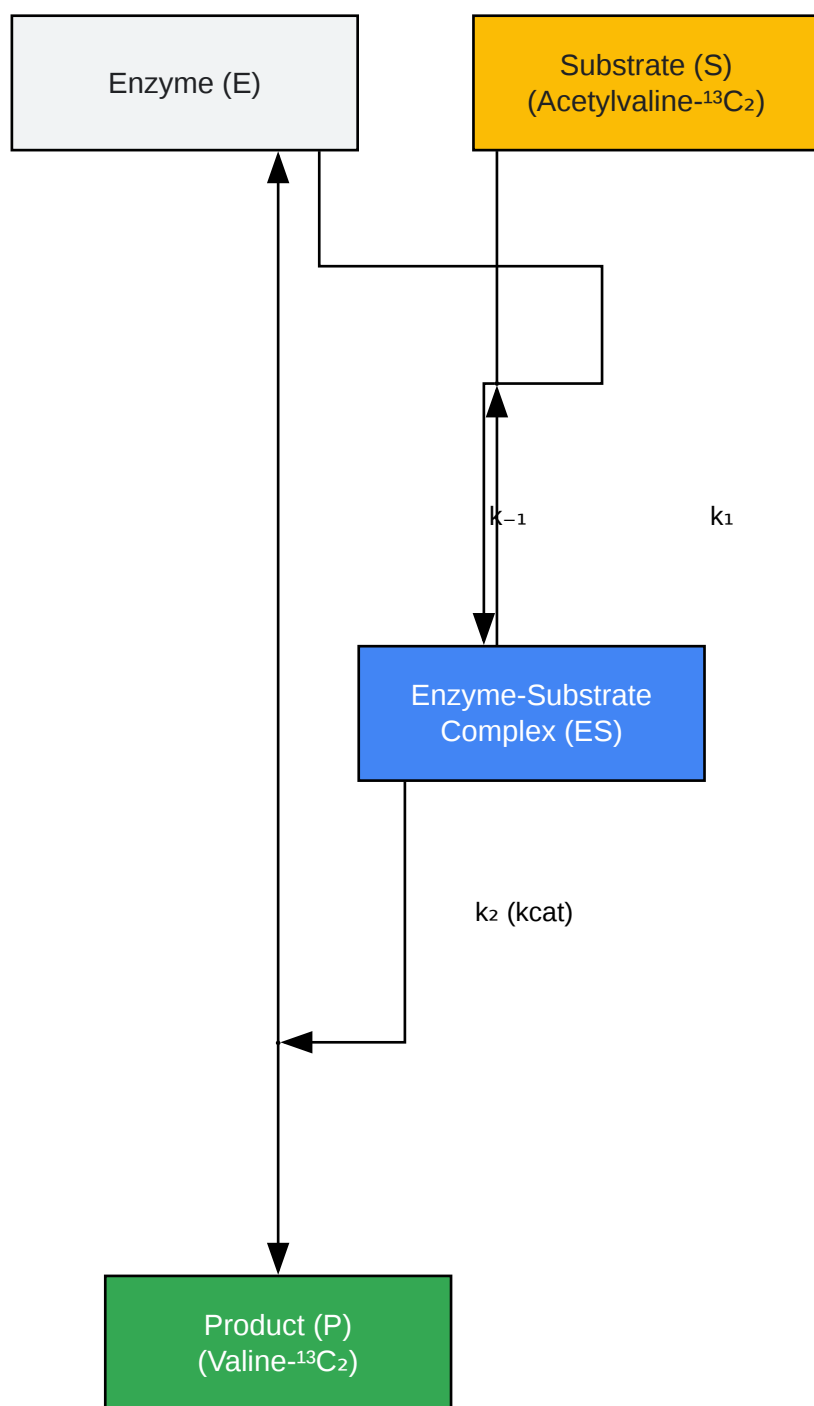 Enzyme (E)
Substrate (S)
(Acetylvaline-¹³C₂)
k₋₁
k₁
Enzyme-Substrate
Complex (ES)
k₂ (kcat)
Product (P)
(Valine-¹³C₂)